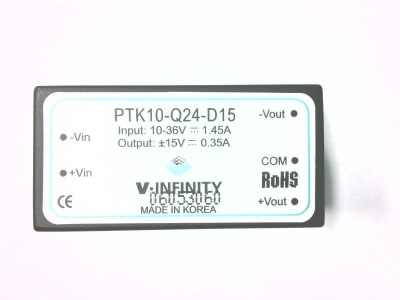 PTK10-Q24-D15
-Vout
Input: 10-36V ⎓ 1.45A
Output: ±15V ⎓ 0.35A
-Vin
+Vin
COM
RoHS
V·INFINITY
06053060
+Vout
CE
MADE IN KOREA